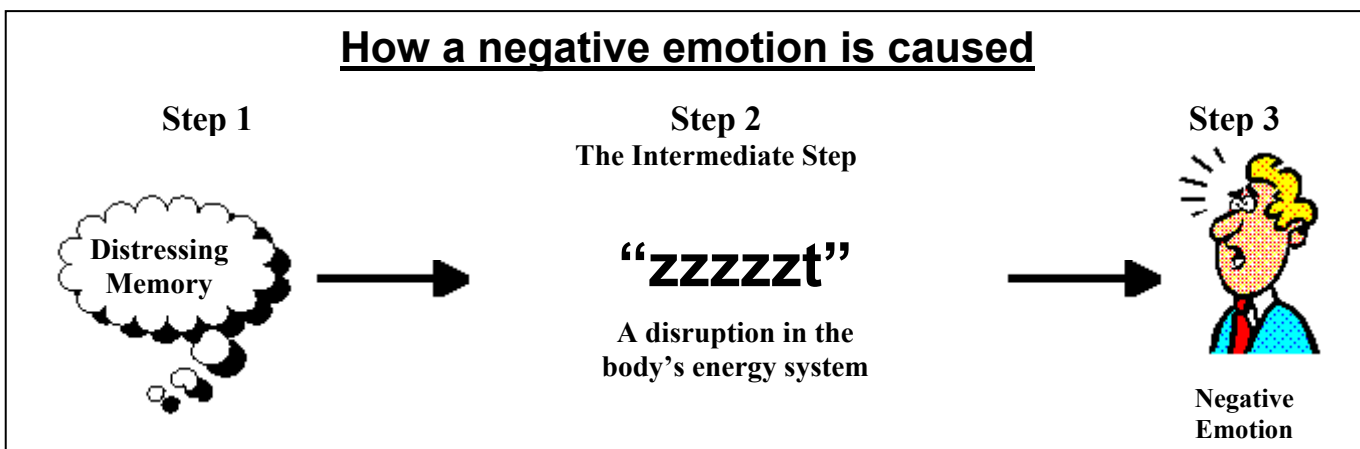 How a negative emotion is caused
Step 1
Step 2
Step 3
The Intermediate Step
Distressing
Memory
“zzzzzt”
A disruption in the
body’s energy system
Negative
Emotion